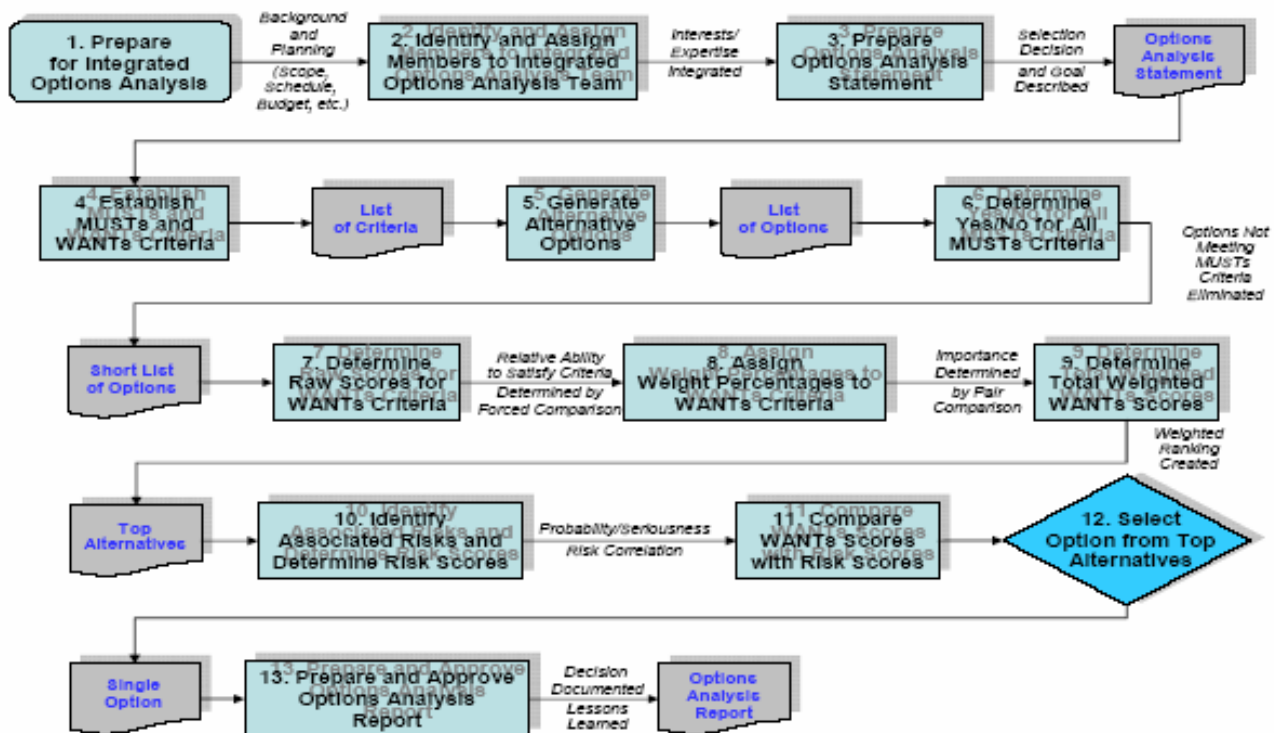 1. Prepare
for Integrated
Options Analysis
Background
and
Planning
(Scope,
Schedule,
Budget, etc.)
2. Identify and Assign
Members to Integrated
Options Analysis Team
Interests/
Expertise
Integrated
3. Prepare
Options Analysis
Statement
Selection
Decision
and Goal
Described
Options
Analysis
Statement
4. Establish
MUSTs and
WANTs Criteria
List
of Criteria
5. Generate
Alternative
Options
List
of Options
6. Determine
Yes/No for All
MUSTs Criteria
Options Not
Meeting
MUSTs
Criteria
Eliminated
Short List
of Options
7. Determine
Raw Scores for
WANTs Criteria
Relative Ability
to Satisfy Criteria
Determined by
Forced Comparison
8. Assign
Weight Percentages to
WANTs Criteria
Importance
Determined
by Pair
Comparison
9. Determine
Total Weighted
WANTs Scores
Weighted
Ranking
Created
Top
Alternatives
10. Identify
Associated Risks and
Determine Risk Scores
Probability/Seriousness
Risk Correlation
11. Compare
WANTs Scores
with Risk Scores
12. Select
Option from Top
Alternatives
Single
Option
13. Prepare and Approve
Options Analysis
Report
Decision
Documented
Lessons
Learned
Options
Analysis
Report